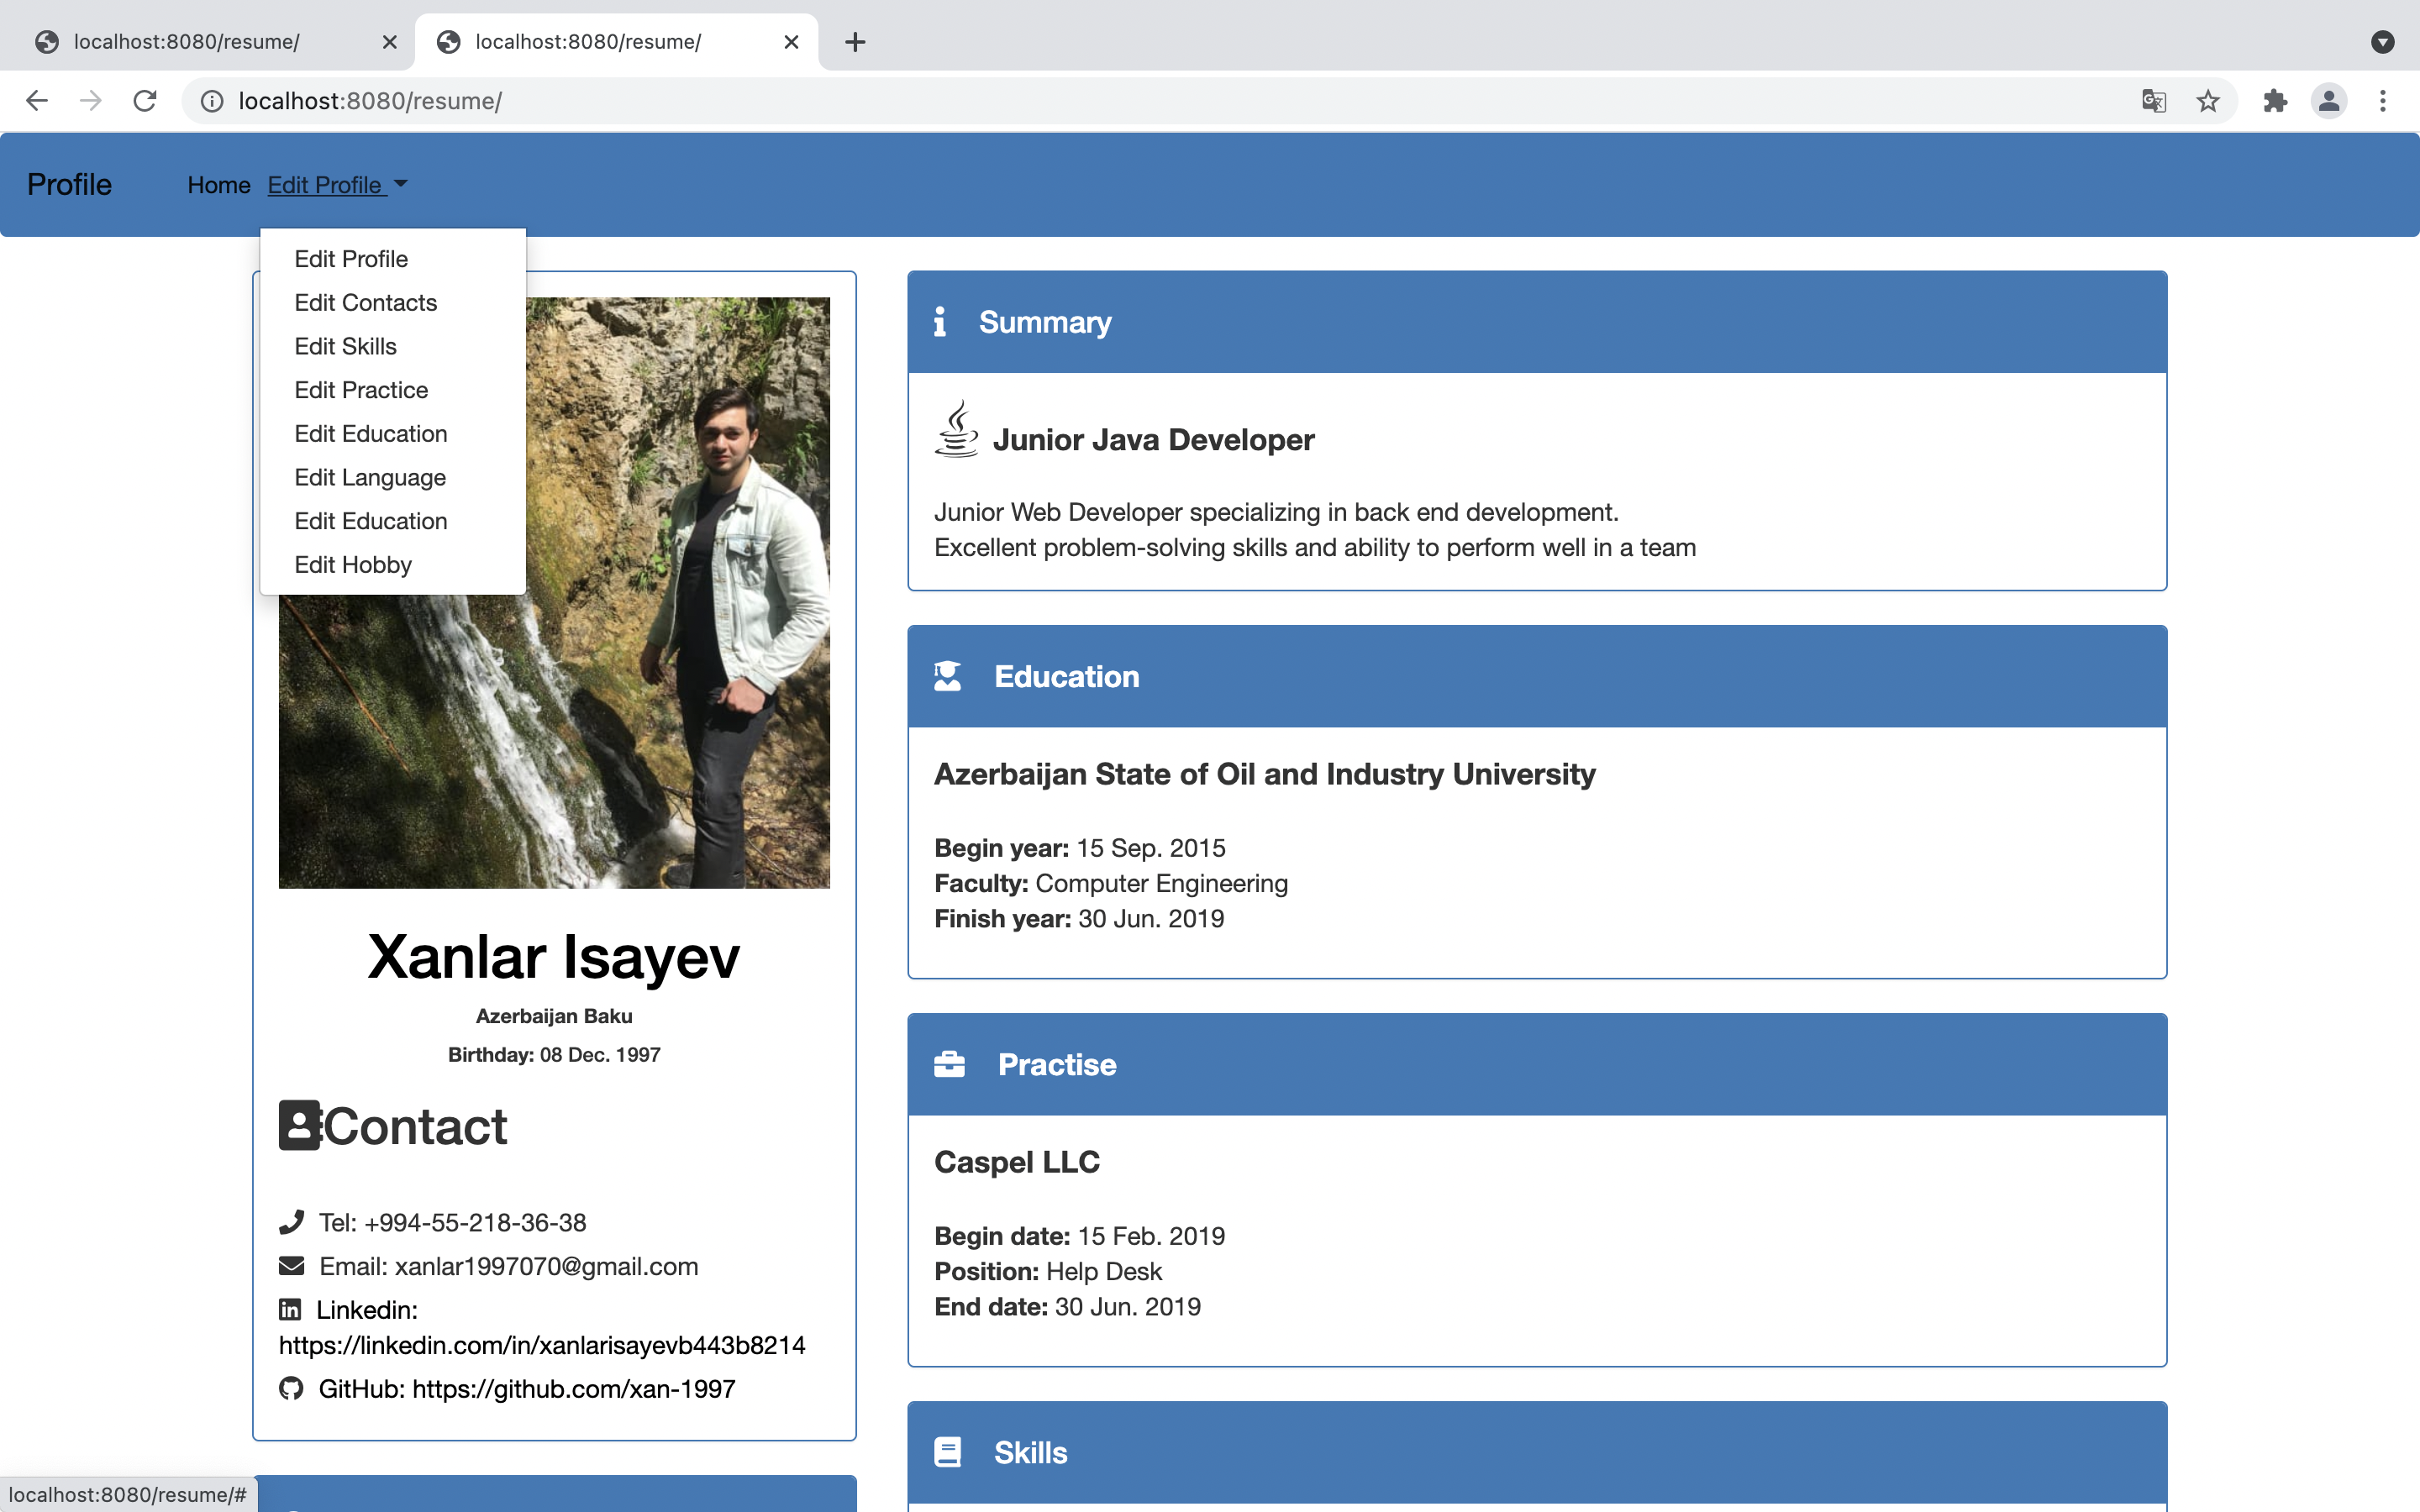 localhost:8080/resume/
localhost:8080/resume/
localhost:8080/resume/
Profile
Home
Edit Profile
Edit Profile
Edit Contacts
Edit Skills
Edit Practice
Edit Education
Edit Language
Edit Education
Edit Hobby
Xanlar Isayev
Azerbaijan Baku
Birthday: 08 Dec. 1997
Contact
Tel: +994-55-218-36-38
Email: xanlar1997070@gmail.com
Linkedin:
https://linkedin.com/in/xanlarisayevb443b8214
GitHub: https://github.com/xan-1997
Summary
Junior Java Developer
Junior Web Developer specializing in back end development.
Excellent problem-solving skills and ability to perform well in a team
Education
Azerbaijan State of Oil and Industry University
Begin year: 15 Sep. 2015
Faculty: Computer Engineering
Finish year: 30 Jun. 2019
Practise
Caspel LLC
Begin date: 15 Feb. 2019
Position: Help Desk
End date: 30 Jun. 2019
Skills
localhost:8080/resume/#